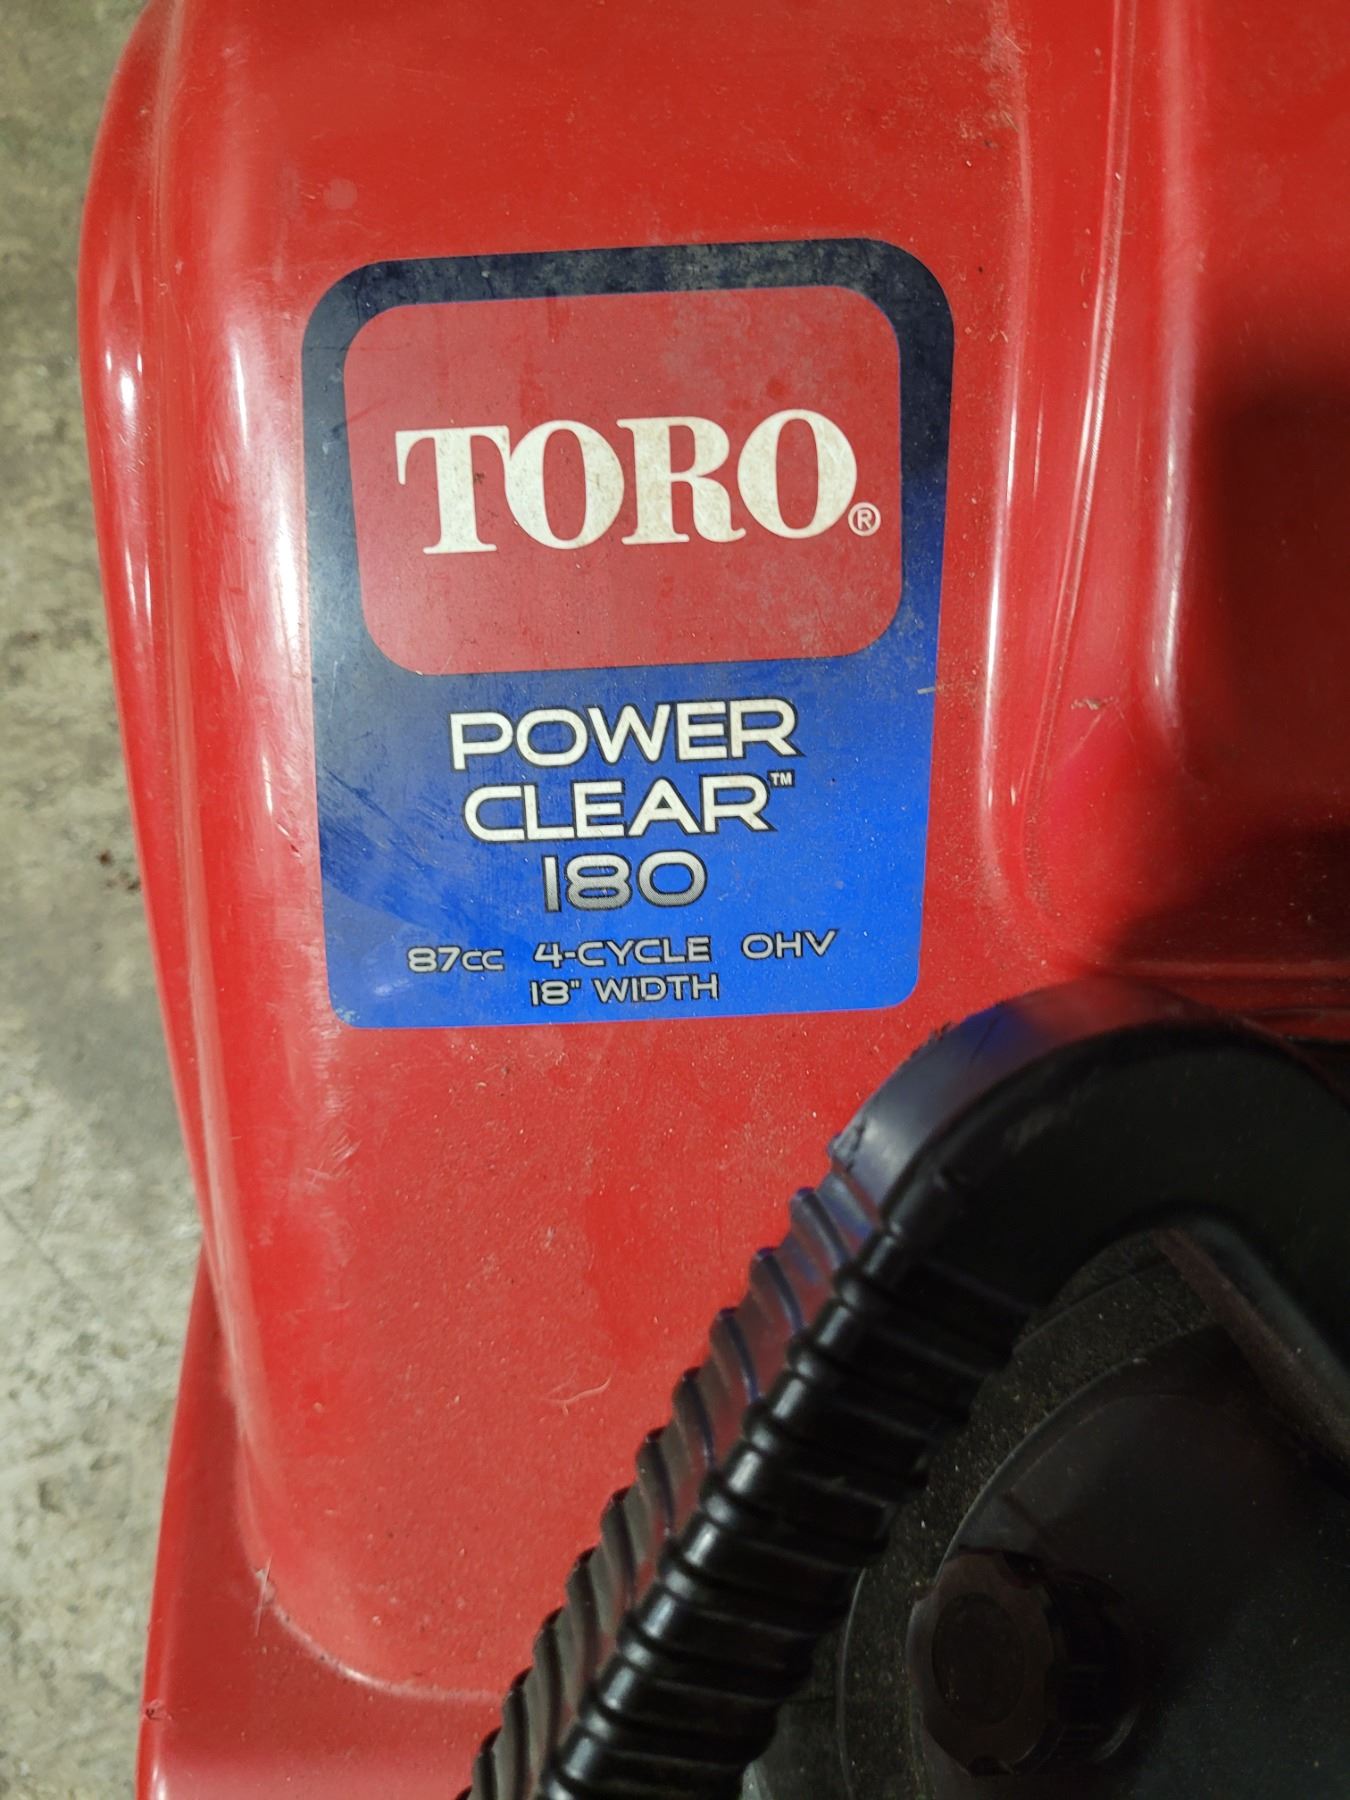 TORO®
POWER
CLEAR™
180
87cc 4-CYCLE OHV
18" WIDTH